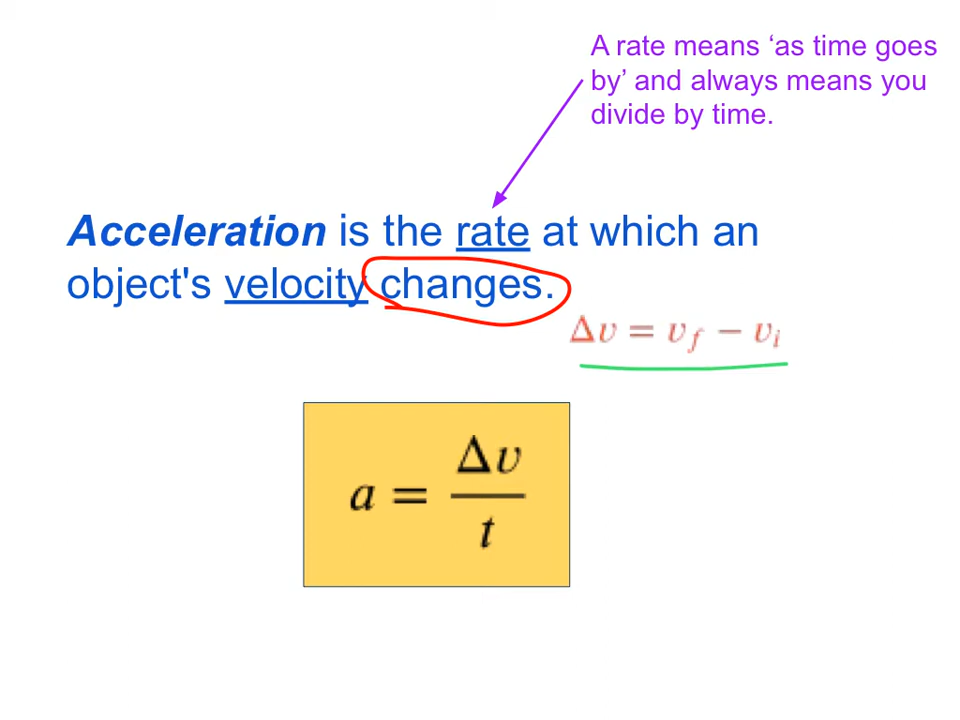 A rate means ‘as time goes
by’ and always means you
divide by time.
Acceleration is the rate at which an
object's velocity changes.
Δv = v_f − v_i
a = Δv / t